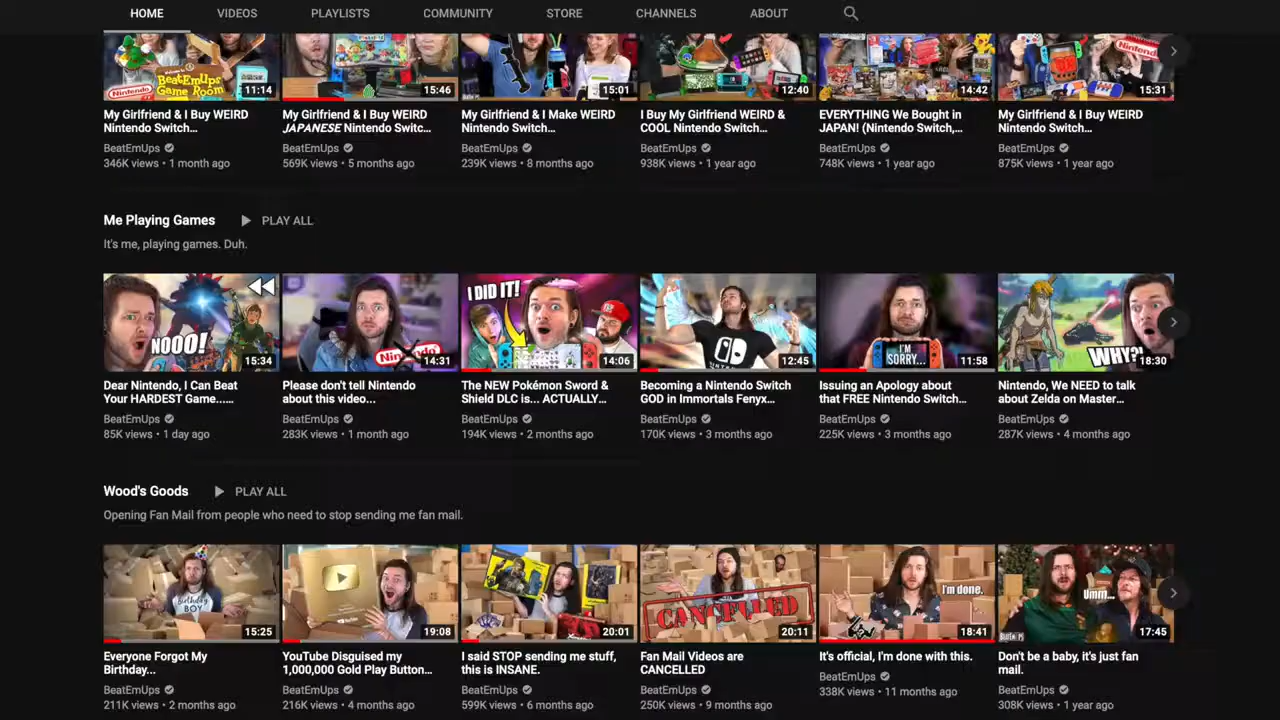 HOME VIDEOS PLAYLISTS COMMUNITY STORE CHANNELS ABOUT
Nintendo BeatEmUps Game Room 11:14 15:46 15:01 12:40 14:42 Nintendo 15:31
My Girlfriend & I Buy WEIRD Nintendo Switch...
BeatEmUps
346K views • 1 month ago
My Girlfriend & I Buy WEIRD JAPANESE Nintendo Switc...
BeatEmUps
569K views • 5 months ago
My Girlfriend & I Make WEIRD Nintendo Switch...
BeatEmUps
239K views • 8 months ago
I Buy My Girlfriend WEIRD & COOL Nintendo Switch...
BeatEmUps
938K views • 1 year ago
EVERYTHING We Bought in JAPAN! (Nintendo Switch,...
BeatEmUps
748K views • 1 year ago
My Girlfriend & I Buy WEIRD Nintendo Switch...
BeatEmUps
875K views • 1 year ago
Me Playing Games PLAY ALL
It's me, playing games. Duh.
NOOO! 15:34
Dear Nintendo, I Can Beat Your HARDEST Game......
BeatEmUps
85K views • 1 day ago
14:31
Please don't tell Nintendo about this video...
BeatEmUps
283K views • 1 month ago
I DID IT! 14:06
The NEW Pokémon Sword & Shield DLC is... ACTUALLY...
BeatEmUps
194K views • 2 months ago
12:45
Becoming a Nintendo Switch GOD in Immortals Fenyx...
BeatEmUps
170K views • 3 months ago
I'M SORRY... 11:58
Issuing an Apology about that FREE Nintendo Switch...
BeatEmUps
225K views • 3 months ago
WHY?! 18:30
Nintendo, We NEED to talk about Zelda on Master...
BeatEmUps
287K views • 4 months ago
Wood's Goods PLAY ALL
Opening Fan Mail from people who need to stop sending me fan mail.
Birthday BOY 15:25
Everyone Forgot My Birthday...
BeatEmUps
211K views • 2 months ago
19:08
YouTube Disguised my 1,000,000 Gold Play Button...
BeatEmUps
216K views • 4 months ago
20:01
I said STOP sending me stuff, this is INSANE.
BeatEmUps
599K views • 6 months ago
CANCELLED 20:11
Fan Mail Videos are CANCELLED
BeatEmUps
250K views • 9 months ago
I'm done. 18:41
It's official, I'm done with this.
BeatEmUps
338K views • 11 months ago
Umm... 17:45
Don't be a baby, it's just fan mail.
BeatEmUps
308K views • 1 year ago